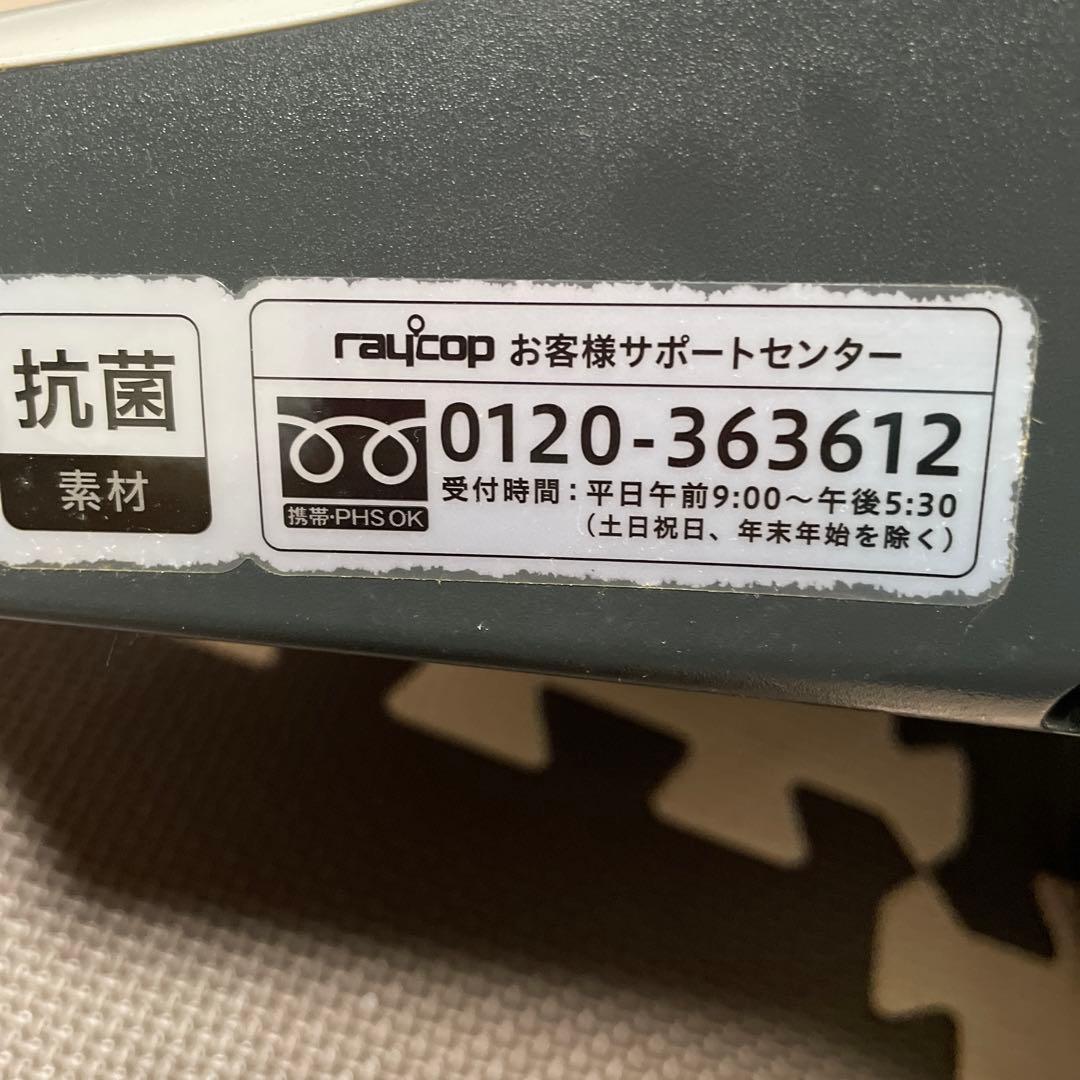 抗菌
素材
raycop お客様サポートセンター
0120-363612
携帯・PHS OK
受付時間：平日午前9:00～午後5:30
（土日祝日、年末年始を除く）